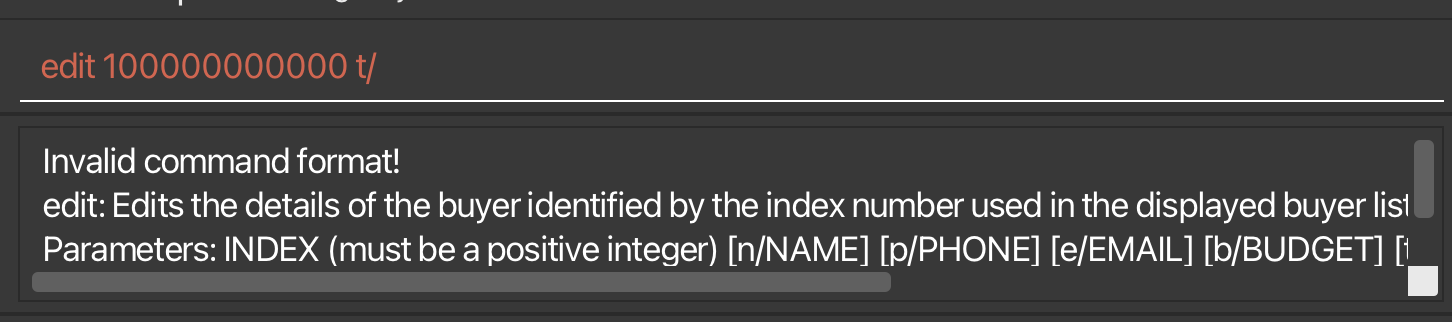 edit 100000000000 t/
Invalid command format!
edit: Edits the details of the buyer identified by the index number used in the displayed buyer list
Parameters: INDEX (must be a positive integer) [n/NAME] [p/PHONE] [e/EMAIL] [b/BUDGET] [t